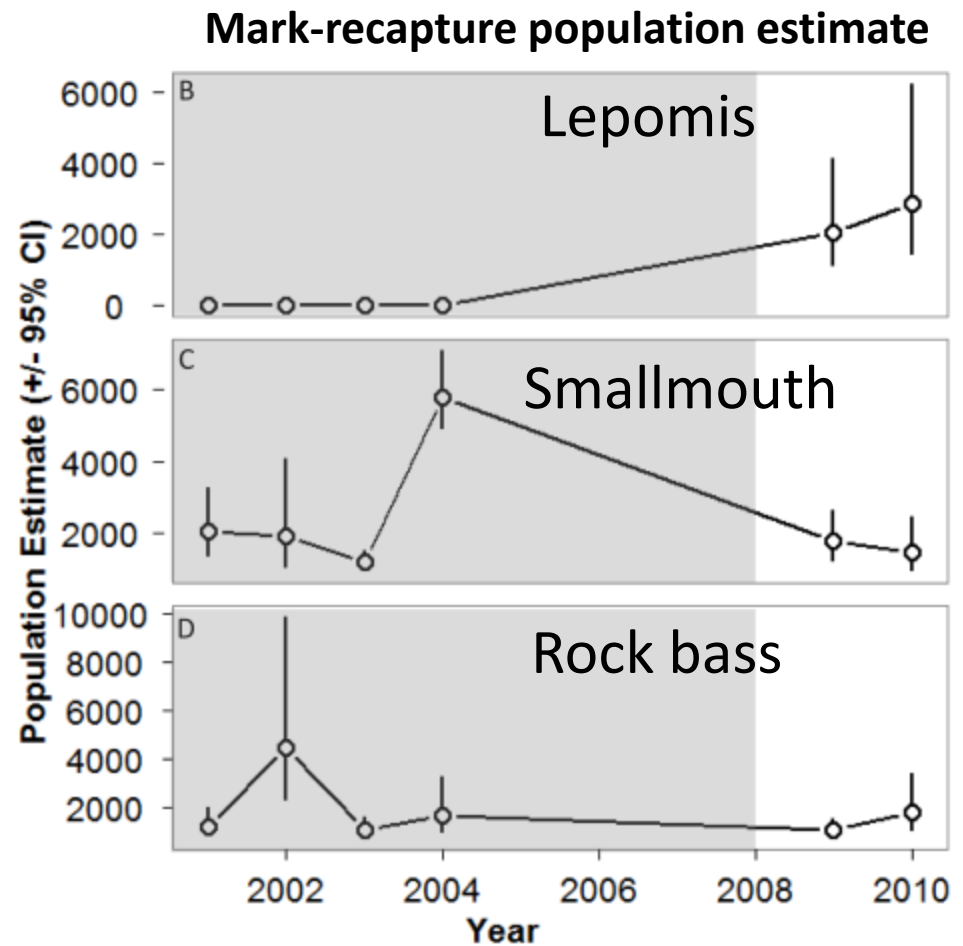 Mark-recapture population estimate
Population Estimate (+/- 95% CI)
B
Lepomis
6000
4000
2000
0
C
Smallmouth
6000
4000
2000
D
Rock bass
10000
8000
6000
4000
2000
2002 2004 2006 2008 2010
Year